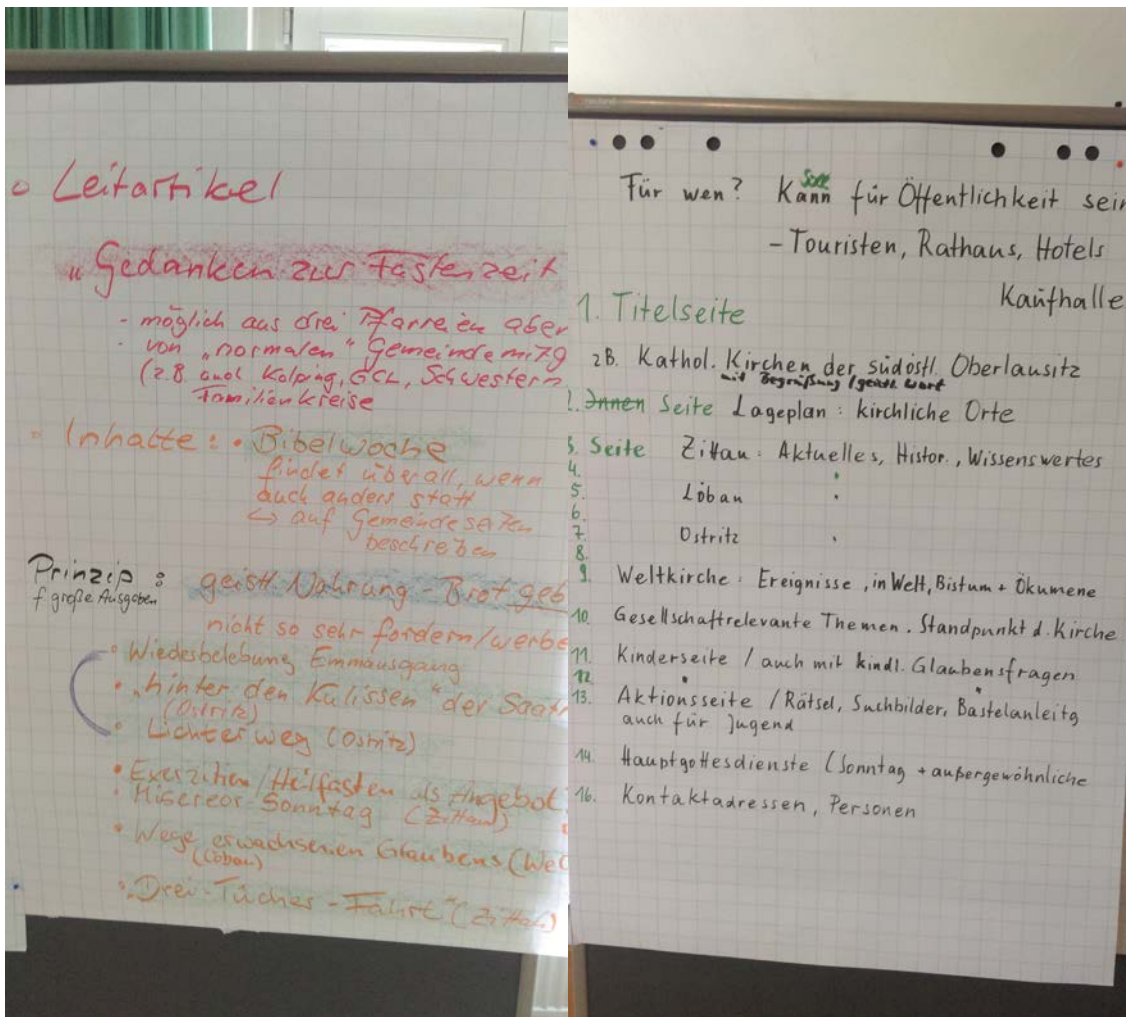 ○ Leitartikel
"Gedanken zur Fastenzeit
- möglich aus drei Pfarreien aber
- von „normalen" Gemeindemitg
(z.B. auch Kolping, GCL, Schwestern
Familienkreise
○ Inhalte: • Bibelwoche
findet überall, wenn
auch anders statt
↳ auf Gemeindeseiten
beschreiben
Prinzip:
f große Ausgaben
geistl. Nahrung - Brot geb
nicht so sehr fordern/werbe
• Wiederbelebung Emmausgang
• „hinter den Kulissen" der Saatr
(Ostritz)
• Lichterweg (Ostritz)
• Exerzitien/Heilfasten als Angebot
• Misereor-Sonntag (Zittau)
• Wege erwachsenen Glaubens (We
(Löbau)
• „Drei-Tücher-Fahrt" (Zittau)
neuland
Für wen? Kann Soll für Öffentlichkeit sein
- Touristen, Rathaus, Hotels
Kaufhalle
1. Titelseite
zB. Kathol. Kirchen der südöstl. Oberlausitz
mit Begrüßung / geistl. Wort
2. Innen Seite Lageplan: kirchliche Orte
3. Seite Zittau: Aktuelles, Histor., Wissenswertes
4.
5. Löbau
6.
7. Ostritz
8.
9. Weltkirche: Ereignisse, in Welt, Bistum + Ökumene
10. Gesellschaftrelevante Themen. Standpunkt d. Kirche
11. Kinderseite / auch mit kindl. Glaubensfragen
12.
13. Aktionsseite / Rätsel, Suchbilder, Bastelanleitg
auch für Jugend
14. Hauptgottesdienste (Sonntag + außergewöhnliche
16. Kontaktadressen, Personen